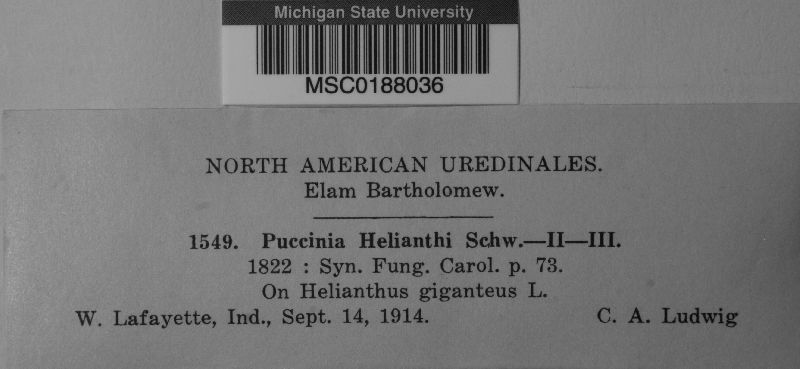 Michigan State University
MSC0188036
NORTH AMERICAN UREDINALES.
Elam Bartholomew.
1549. Puccinia Helianthi Schw.—II—III.
1822 : Syn. Fung. Carol. p. 73.
On Helianthus giganteus L.
W. Lafayette, Ind., Sept. 14, 1914. C. A. Ludwig